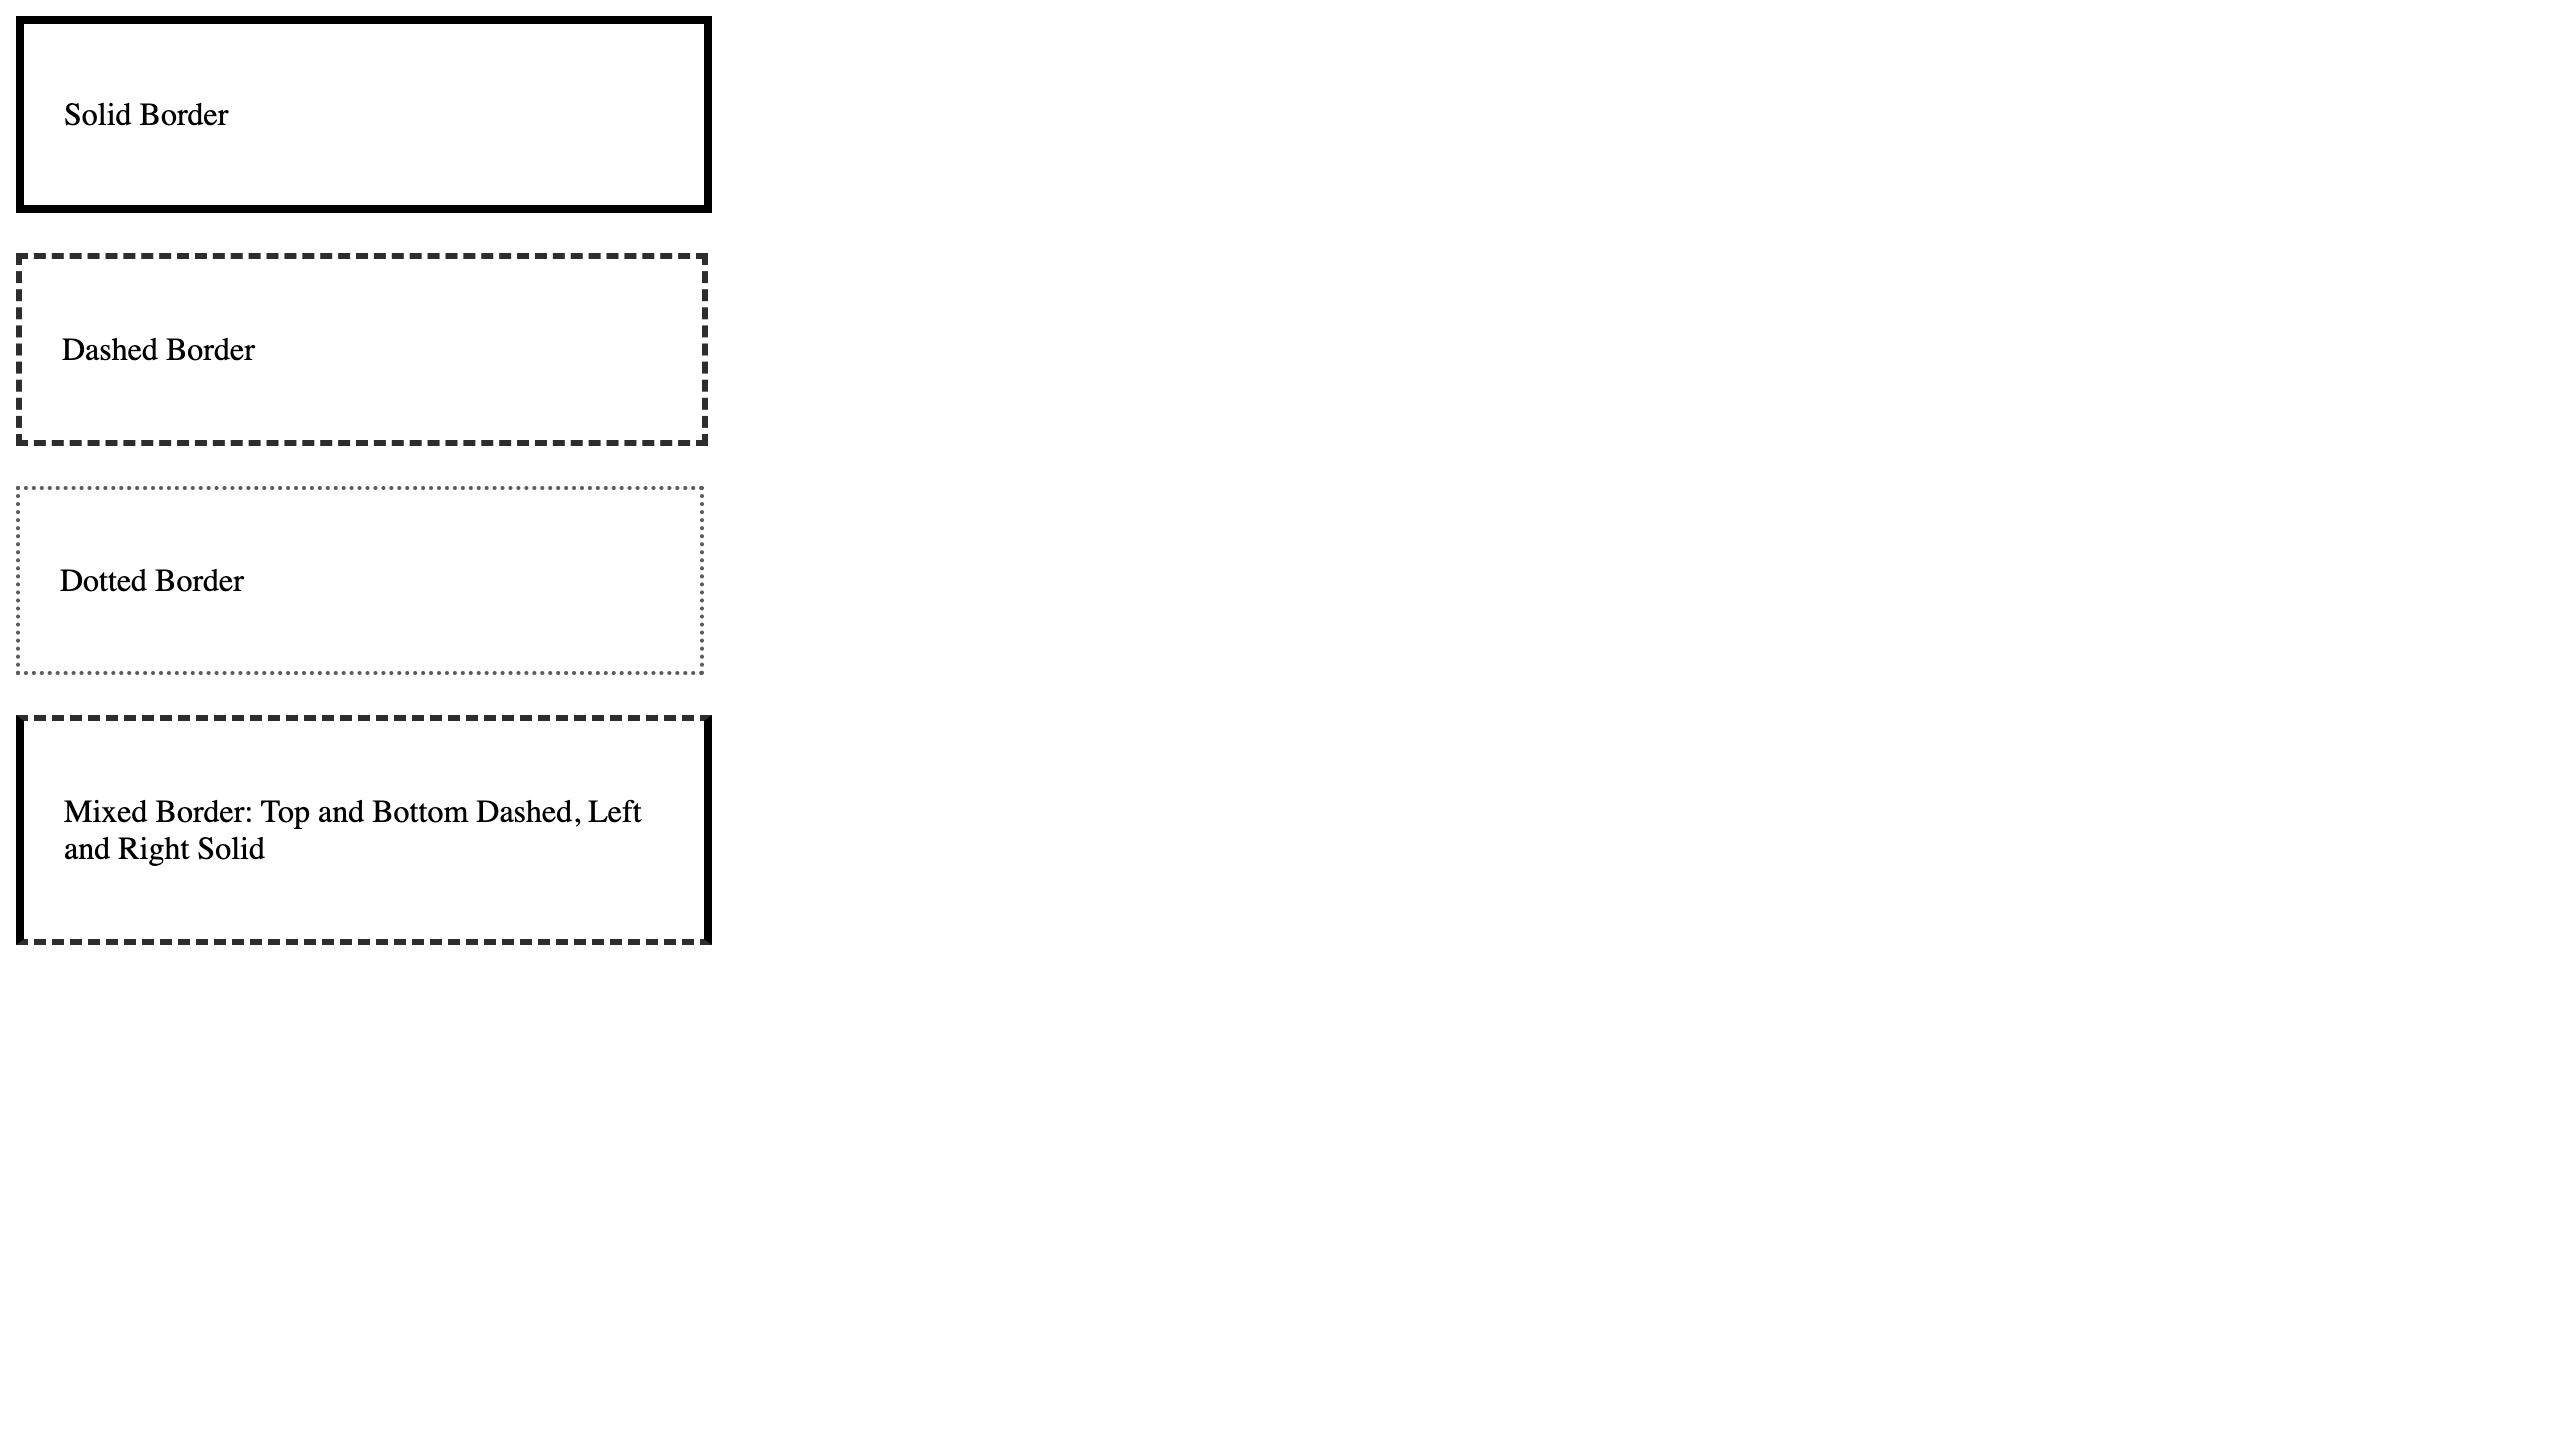 Solid Border
Dashed Border
Dotted Border
Mixed Border: Top and Bottom Dashed, Left
and Right Solid